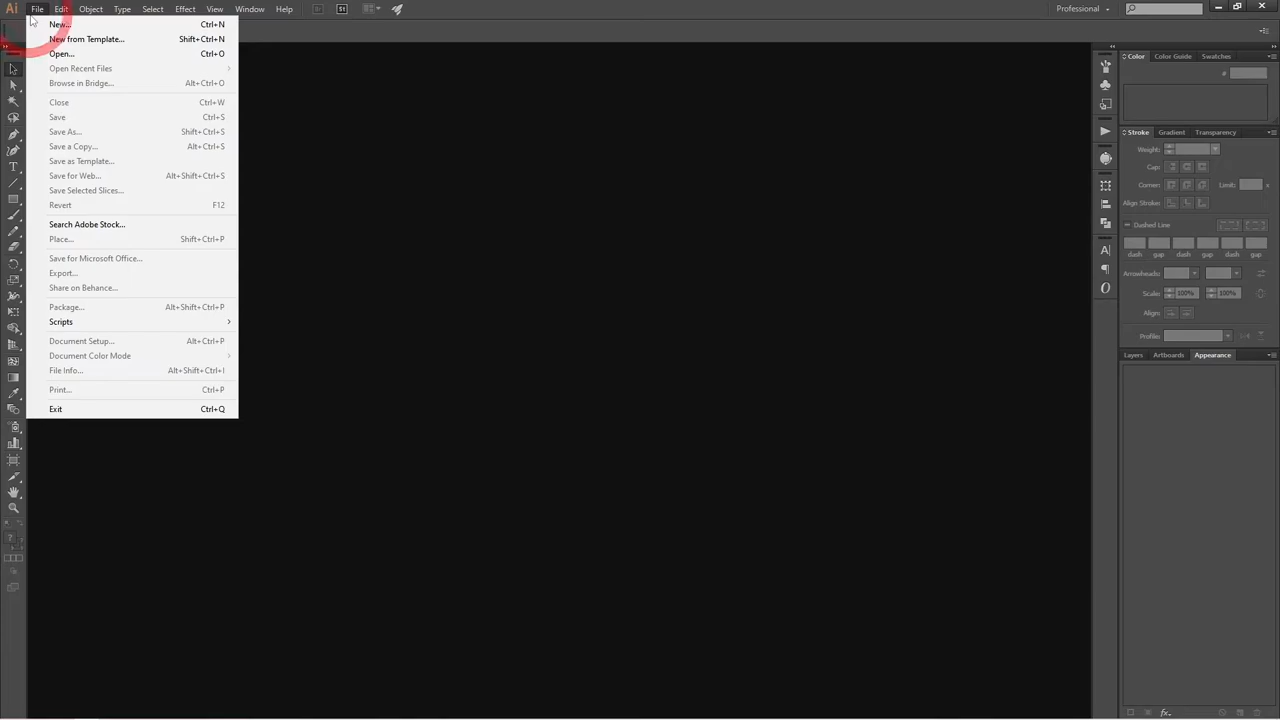 Ai File Edit Object Type Select Effect View Window Help Br St Professional
New... Ctrl+N
New from Template... Shift+Ctrl+N
Open... Ctrl+O
Open Recent Files
Browse in Bridge... Alt+Ctrl+O
Close Ctrl+W
Save Ctrl+S
Save As... Shift+Ctrl+S
Save a Copy... Alt+Ctrl+S
Save as Template...
Save for Web... Alt+Shift+Ctrl+S
Save Selected Slices...
Revert F12
Search Adobe Stock...
Place... Shift+Ctrl+P
Save for Microsoft Office...
Export...
Share on Behance...
Package... Alt+Shift+Ctrl+P
Scripts
Document Setup... Alt+Ctrl+P
Document Color Mode
File Info... Alt+Shift+Ctrl+I
Print... Ctrl+P
Exit Ctrl+Q
Color Color Guide Swatches
#
Stroke Gradient Transparency
Weight:
Cap:
Corner: Limit: x
Align Stroke:
Dashed Line
dash gap dash gap dash gap
Arrowheads:
Scale: 100% 100%
Align:
Profile:
Layers Artboards Appearance
fx